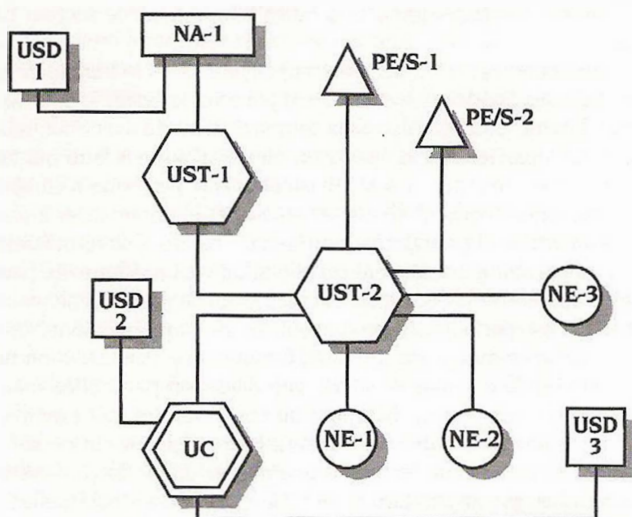 USD
1
NA-1
PE/S-1
PE/S-2
UST-1
USD
2
UST-2
NE-3
UC
NE-1
NE-2
USD
3